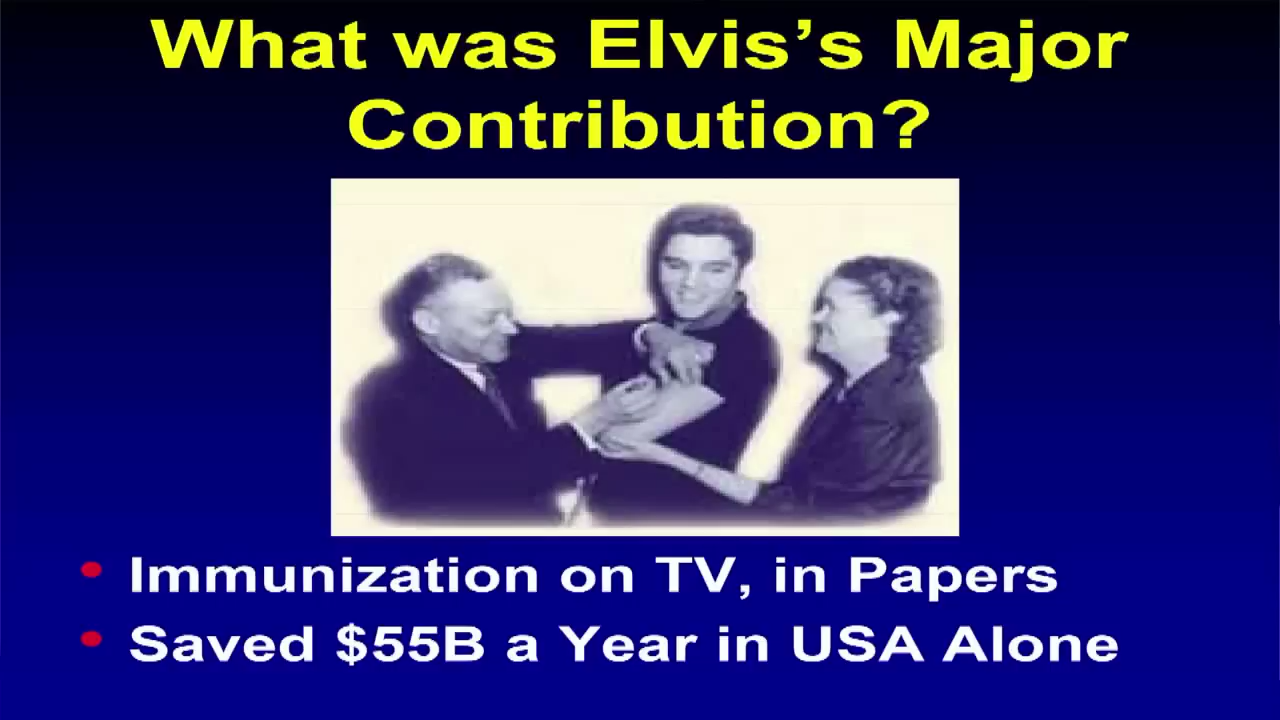 What was Elvis’s Major
Contribution?
• Immunization on TV, in Papers
• Saved $55B a Year in USA Alone